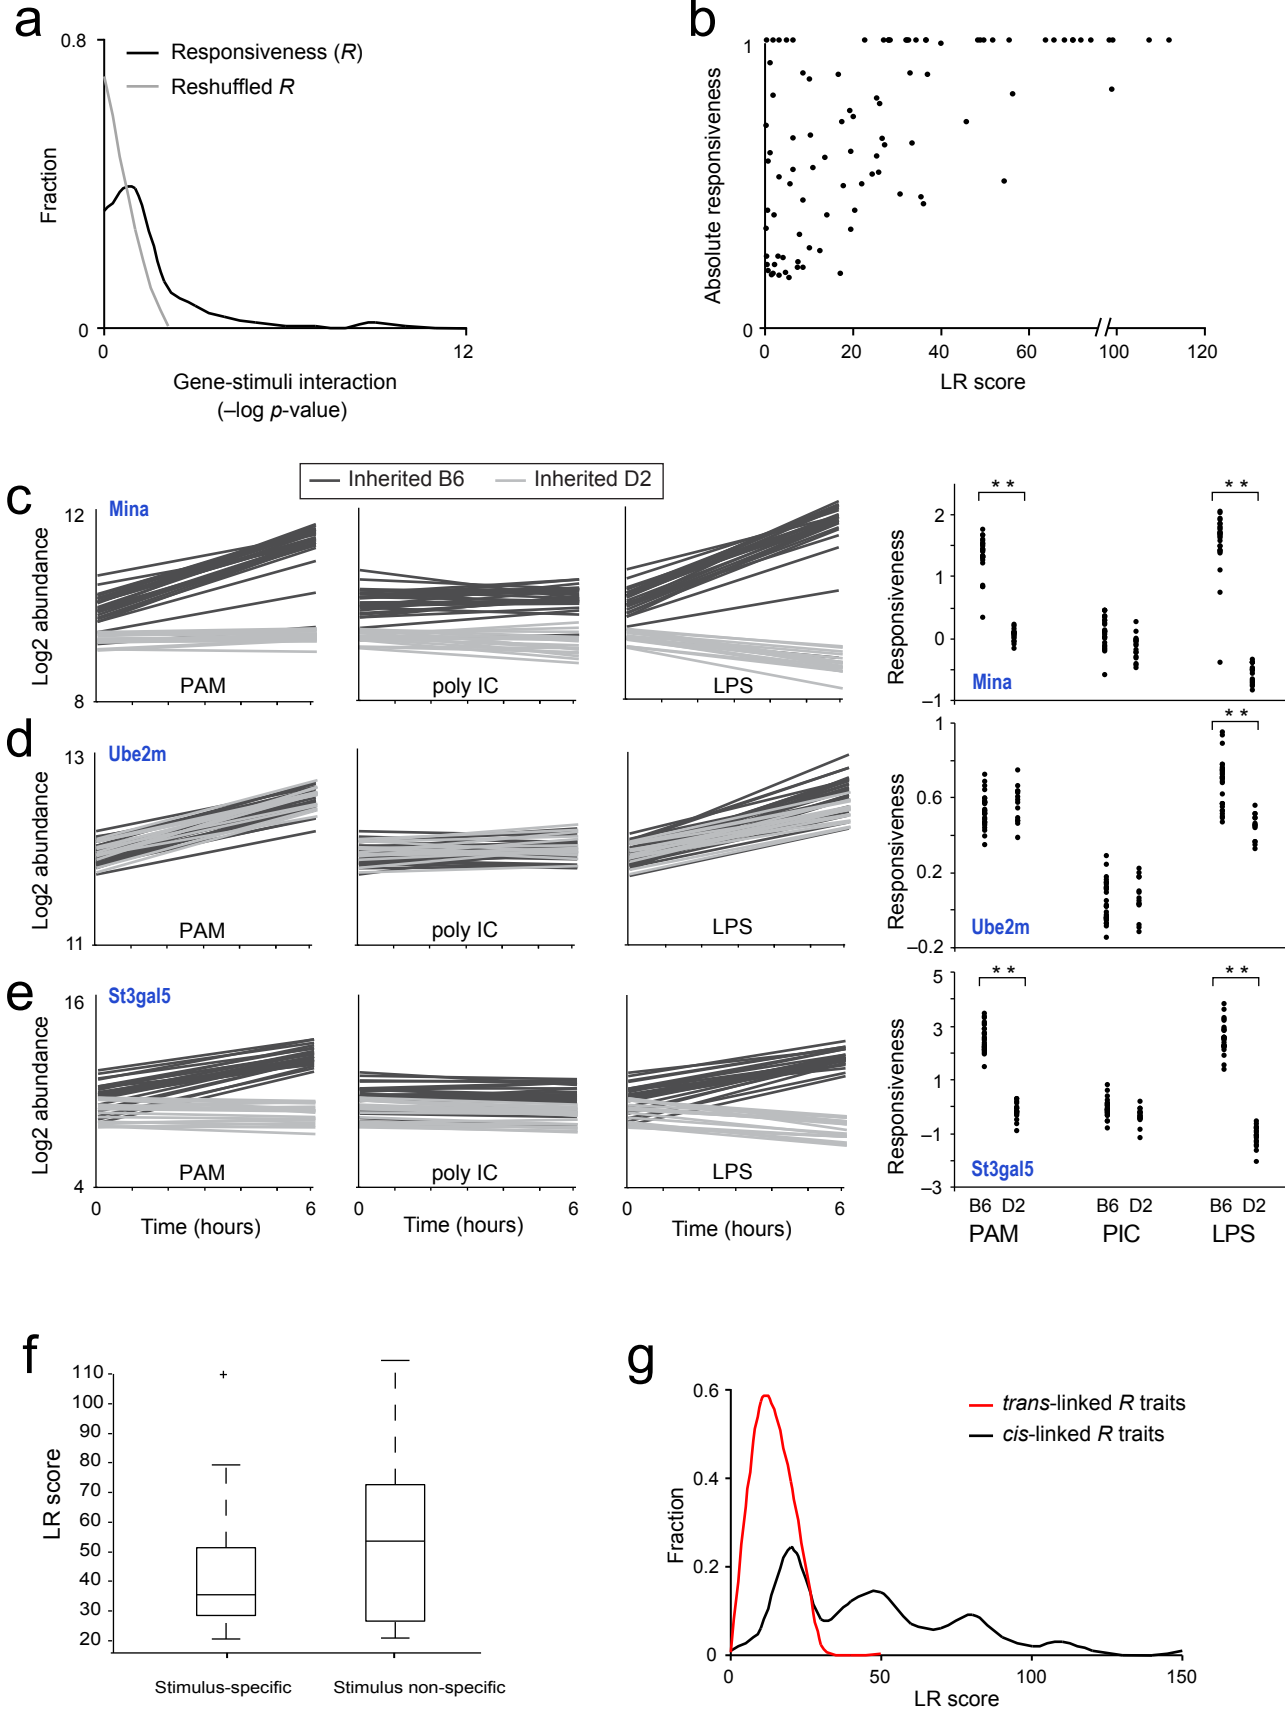 a
0.8
Responsiveness (R)
Reshuffled R
Fraction
0
0
12
Gene-stimuli interaction
(–log p-value)
b
1
Absolute responsiveness
0
0
20
40
60
100
120
LR score
Inherited B6
Inherited D2
c
12
Mina
Log2 abundance
8
PAM
poly IC
LPS
Responsiveness
2
1
0
–1
Mina
* *
* *
d
13
Ube2m
Log2 abundance
11
PAM
poly IC
LPS
Responsiveness
1
0.6
0.2
–0.2
Ube2m
* *
e
16
St3gal5
Log2 abundance
4
PAM
poly IC
LPS
0
6
0
6
0
6
Time (hours)
Time (hours)
Time (hours)
Responsiveness
5
3
1
–1
–3
St3gal5
* *
* *
B6 D2
B6 D2
B6 D2
PAM
PIC
LPS
f
110
100
90
80
70
60
50
40
30
20
LR score
Stimulus-specific
Stimulus non-specific
g
0.6
0.4
0.2
0
Fraction
trans-linked R traits
cis-linked R traits
0
50
100
150
LR score